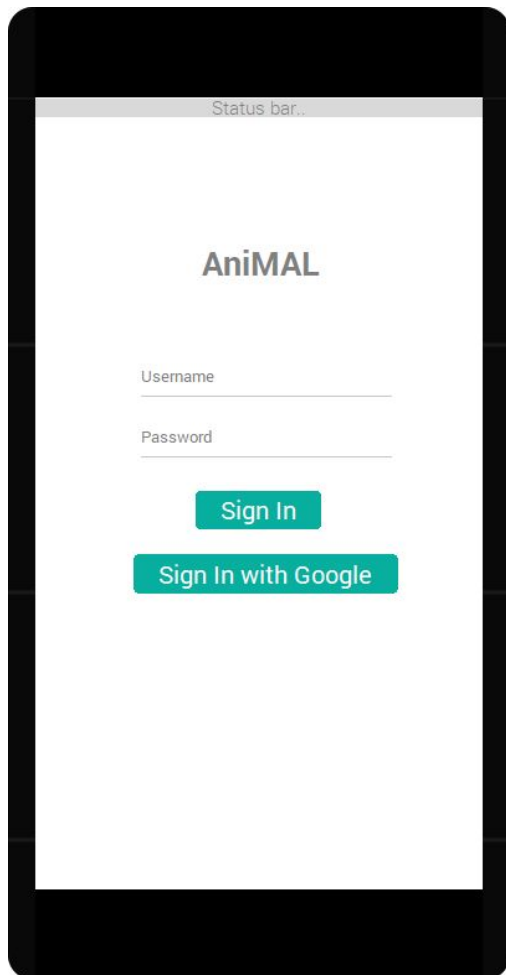 Status bar..
AniMAL
Username
Password
Sign In
Sign In with Google